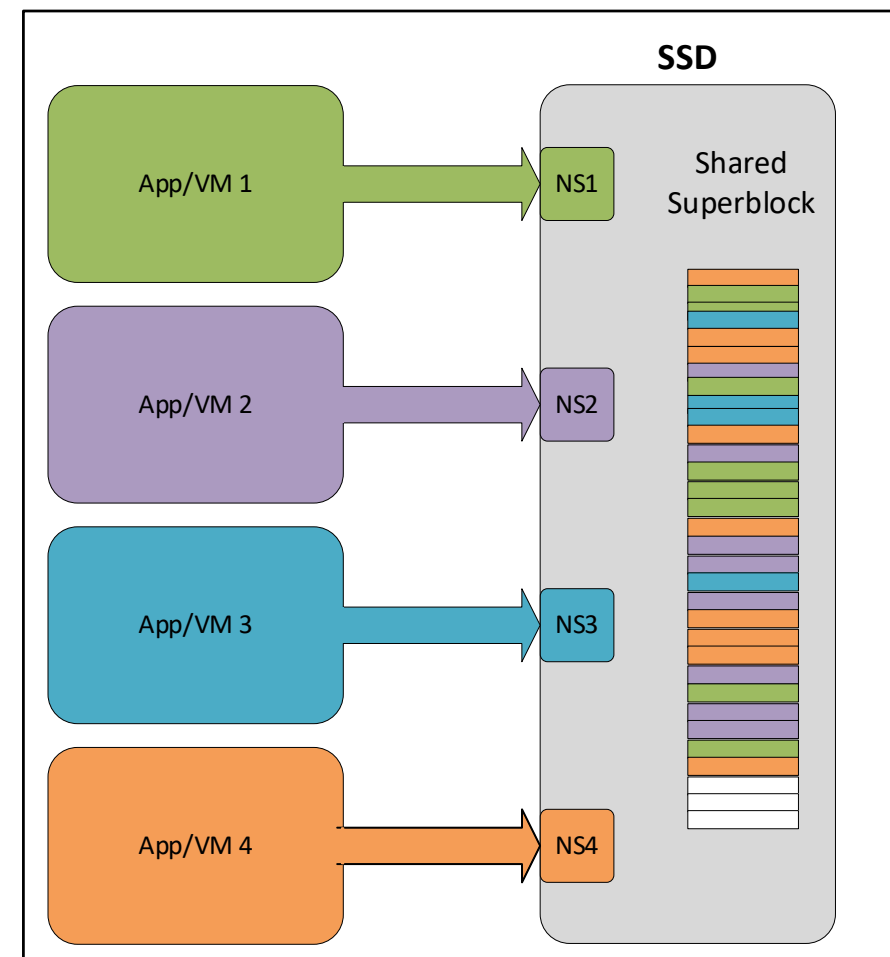 SSD
App/VM 1
NS1
Shared
Superblock
App/VM 2
NS2
App/VM 3
NS3
App/VM 4
NS4